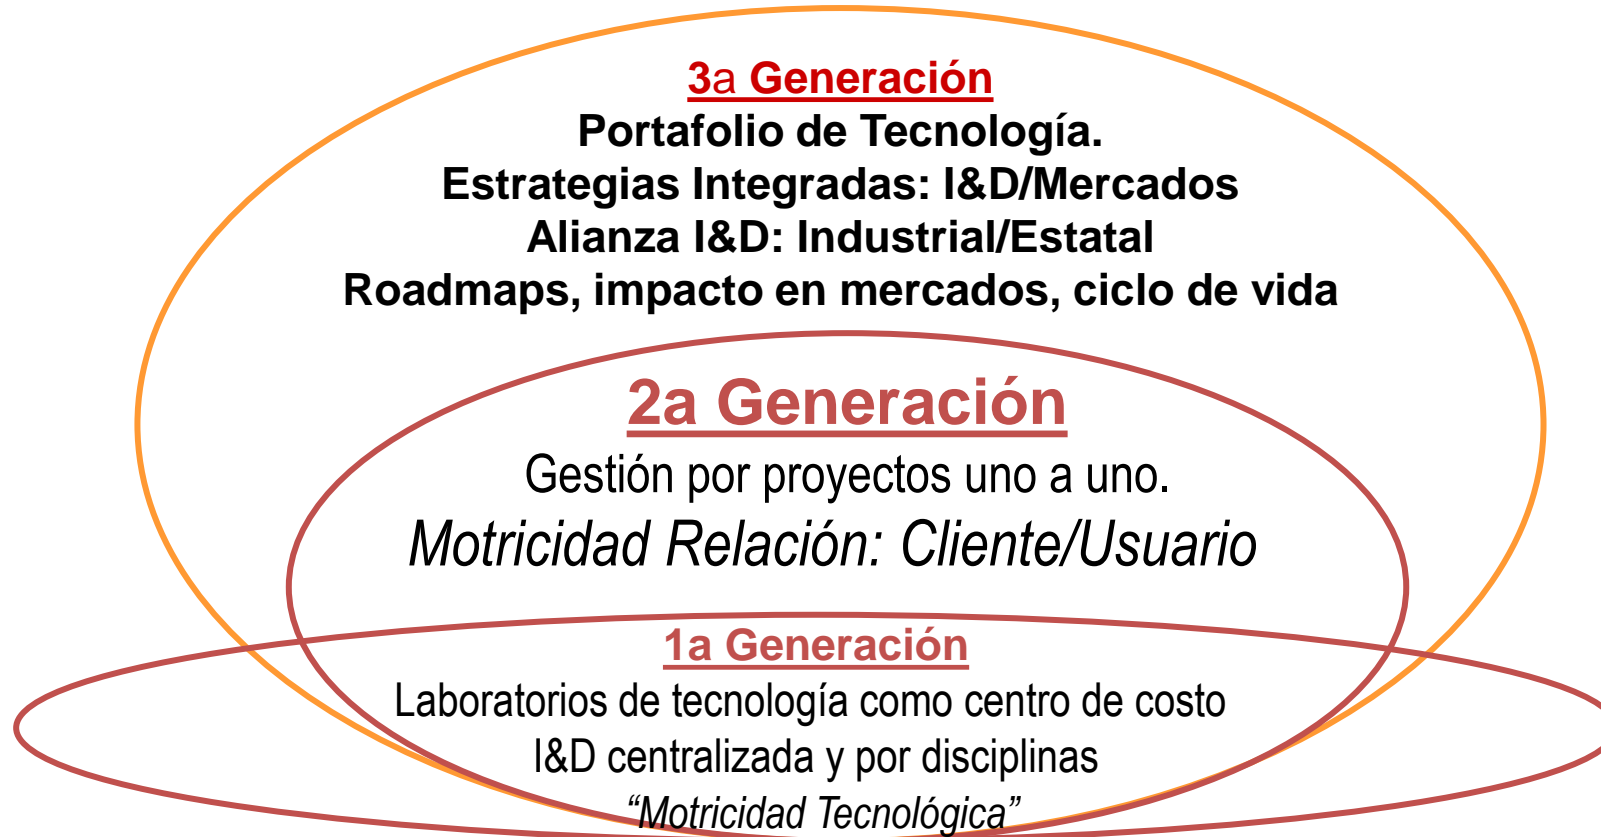 3a Generación
Portafolio de Tecnología.
Estrategias Integradas: I&D/Mercados
Alianza I&D: Industrial/Estatal
Roadmaps, impacto en mercados, ciclo de vida
2a Generación
Gestión por proyectos uno a uno.
Motricidad Relación: Cliente/Usuario
1a Generación
Laboratorios de tecnología como centro de costo
I&D centralizada y por disciplinas
“Motricidad Tecnológica”